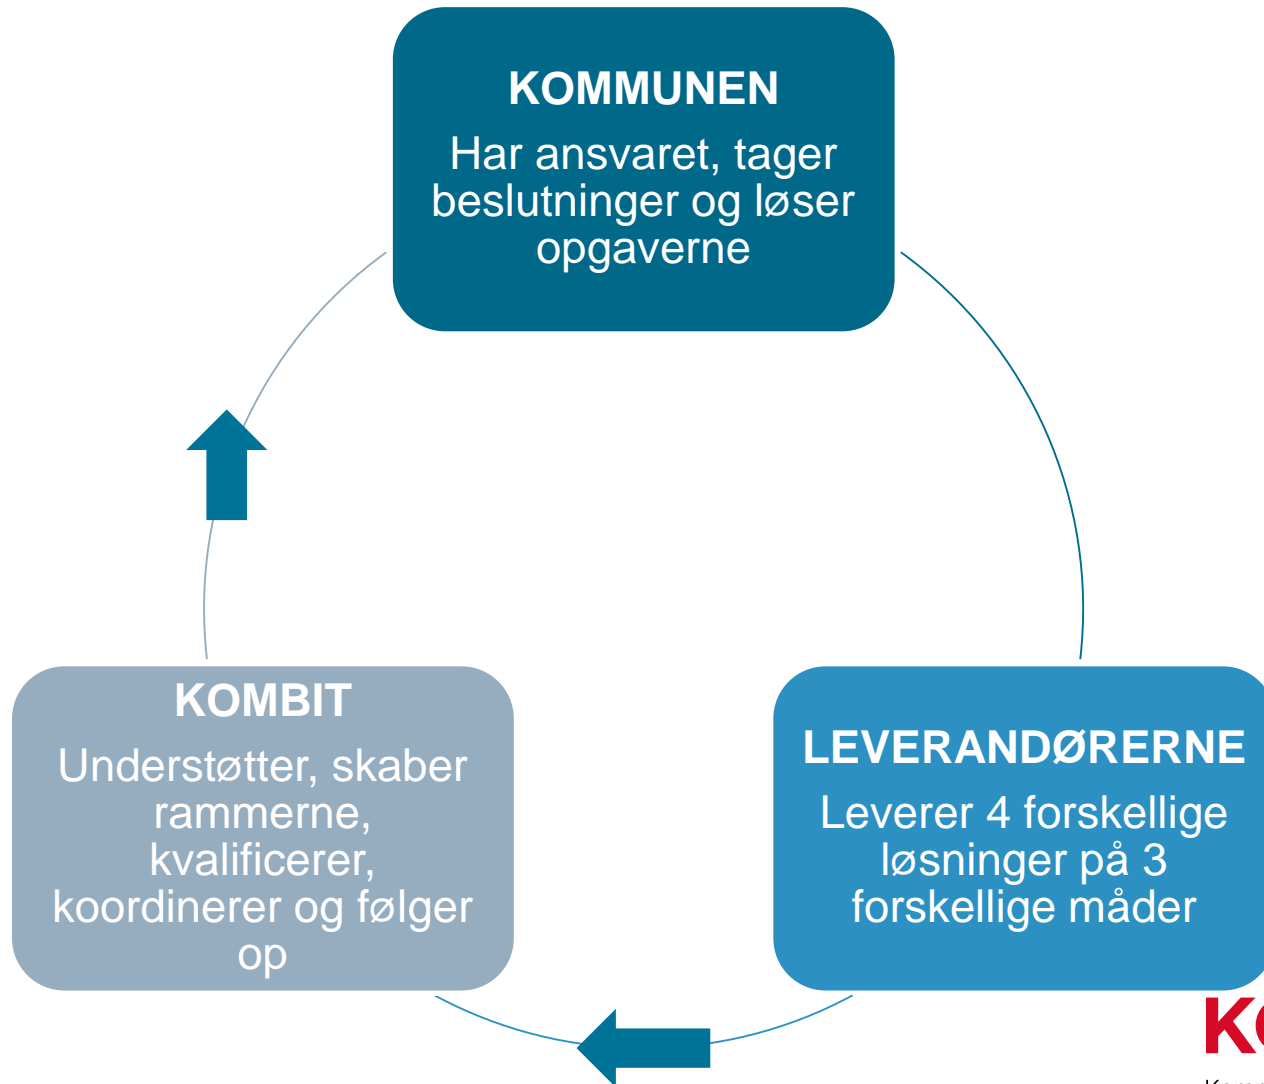 KOMMUNEN
Har ansvaret, tager
beslutninger og løser
opgaverne
KOMBIT
Understøtter, skaber
rammerne,
kvalificerer,
koordinerer og følger
op
LEVERANDØRERNE
Leverer 4 forskellige
løsninger på 3
forskellige måder